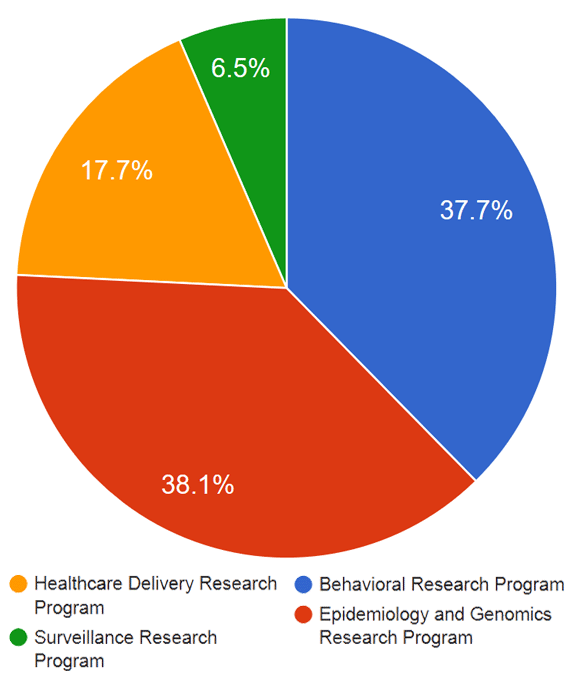 6.5%
17.7%
37.7%
38.1%
Healthcare Delivery Research
Program
Surveillance Research
Program
Behavioral Research Program
Epidemiology and Genomics
Research Program